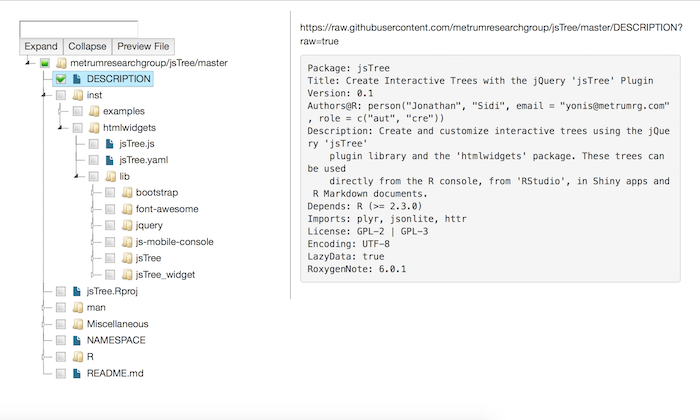 Expand Collapse Preview File
metrumresearchgroup/jsTree/master
DESCRIPTION
inst
examples
htmlwidgets
jsTree.js
jsTree.yaml
lib
bootstrap
font-awesome
jquery
js-mobile-console
jsTree
jsTree_widget
jsTree.Rproj
man
Miscellaneous
NAMESPACE
R
README.md
https://raw.githubusercontent.com/metrumresearchgroup/jsTree/master/DESCRIPTION?
raw=true
Package: jsTree
Title: Create Interactive Trees with the jQuery 'jsTree' Plugin
Version: 0.1
Authors@R: person("Jonathan", "Sidi", email = "yonis@metrumrg.com"
, role = c("aut", "cre"))
Description: Create and customize interactive trees using the jQue
ry 'jsTree'
plugin library and the 'htmlwidgets' package. These trees can
be used
directly from the R console, from 'RStudio', in Shiny apps and
R Markdown documents.
Depends: R (>= 2.3.0)
Imports: plyr, jsonlite, httr
License: GPL-2 | GPL-3
Encoding: UTF-8
LazyData: true
RoxygenNote: 6.0.1